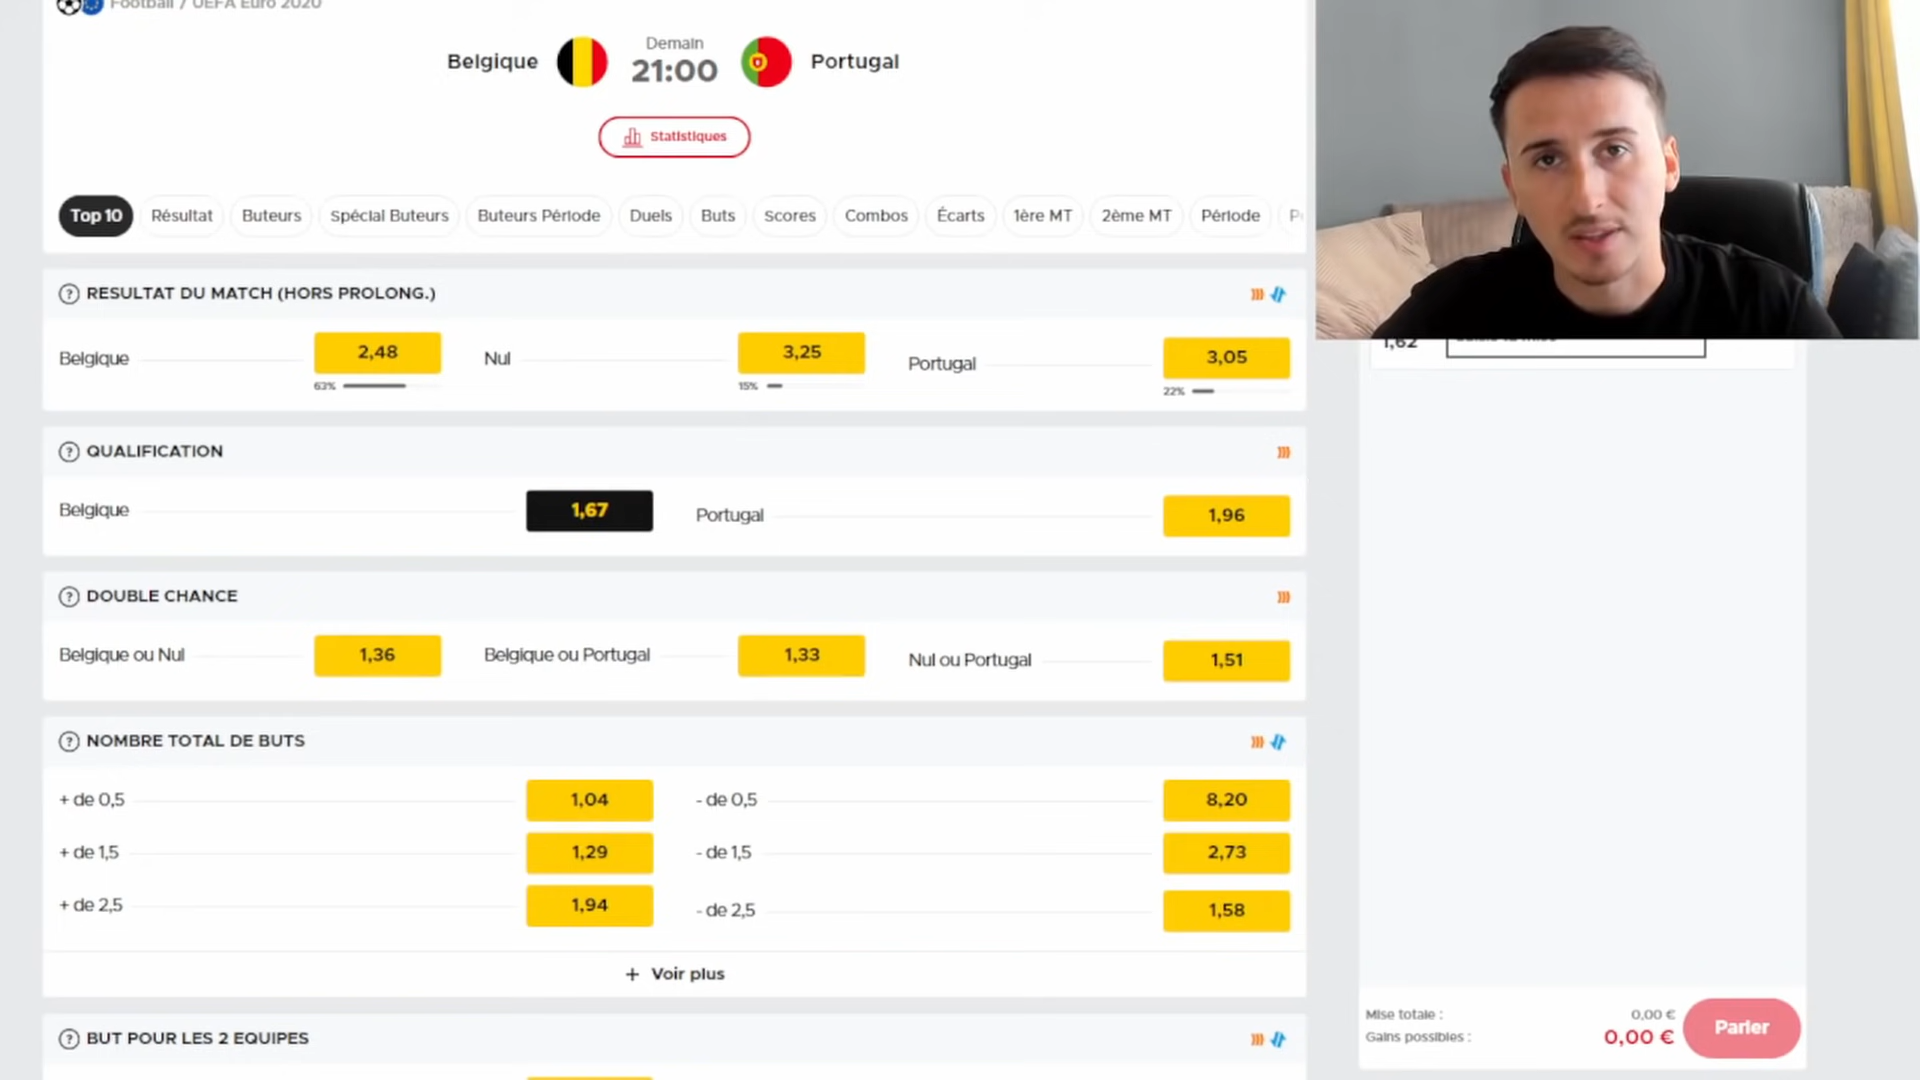 Football / UEFA Euro 2020
Belgique
Demain
21:00
Portugal
Statistiques
Top 10
Résultat
Buteurs
Spécial Buteurs
Buteurs Période
Duels
Buts
Scores
Combos
Écarts
1ère MT
2ème MT
Période
? RESULTAT DU MATCH (HORS PROLONG.)
Belgique 2,48
63%
Nul 3,25
15%
Portugal 3,05
22%
? QUALIFICATION
Belgique 1,67
Portugal 1,96
? DOUBLE CHANCE
Belgique ou Nul 1,36
Belgique ou Portugal 1,33
Nul ou Portugal 1,51
? NOMBRE TOTAL DE BUTS
+ de 0,5 1,04
- de 0,5 8,20
+ de 1,5 1,29
- de 1,5 2,73
+ de 2,5 1,94
- de 2,5 1,58
+ Voir plus
? BUT POUR LES 2 EQUIPES
1,62
Mise totale : 0,00 €
Gains possibles : 0,00 €
Parier